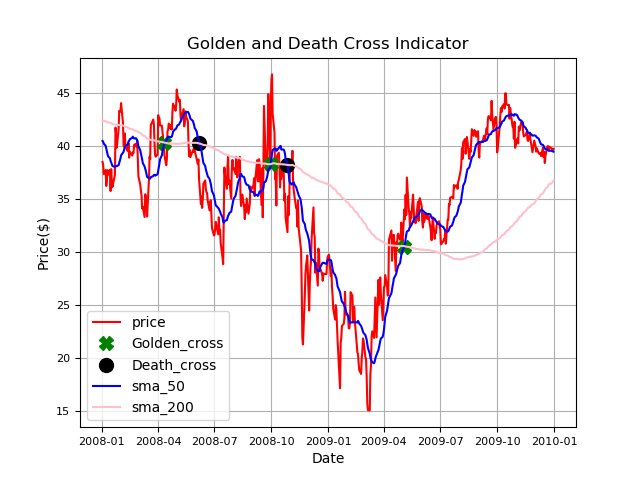 Golden and Death Cross Indicator
Price($)
45
40
35
30
25
20
15
price
Golden_cross
Death_cross
sma_50
sma_200
2008-01 2008-04 2008-07 2008-10 2009-01 2009-04 2009-07 2009-10 2010-01
Date